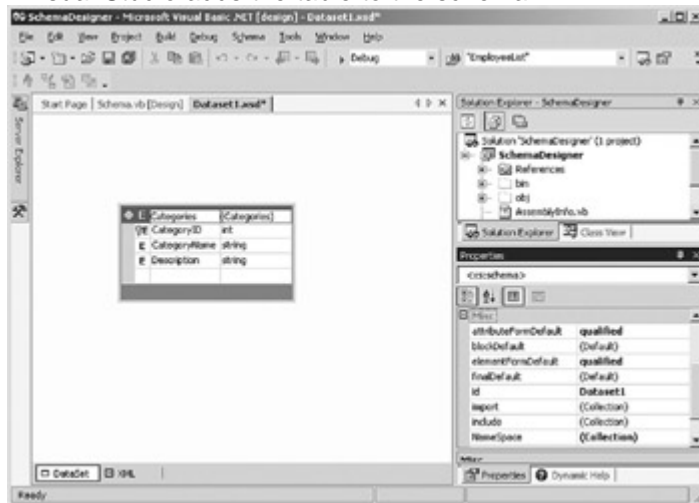 SchemaDesigner - Microsoft Visual Basic .NET [design] - Dataset1.xsd*
File Edit View Project Build Debug Schema Tools Window Help
Debug "EmployeeList"
Start Page Schema.vb [Design] Dataset1.xsd*
Server Explorer
Solution Explorer - SchemaDesigner
Solution 'SchemaDesigner' (1 project)
SchemaDesigner
References
bin
obj
AssemblyInfo.vb
Solution Explorer Class View
E Categories (Categories)
E CategoryID int
E CategoryName string
E Description string
Properties
<xs:schema>
Misc
attributeFormDefault qualified
blockDefault (Default)
elementFormDefault qualified
finalDefault (Default)
id Dataset1
import (Collection)
include (Collection)
NameSpace (Collection)
Misc
Properties Dynamic Help
DataSet XML
Ready